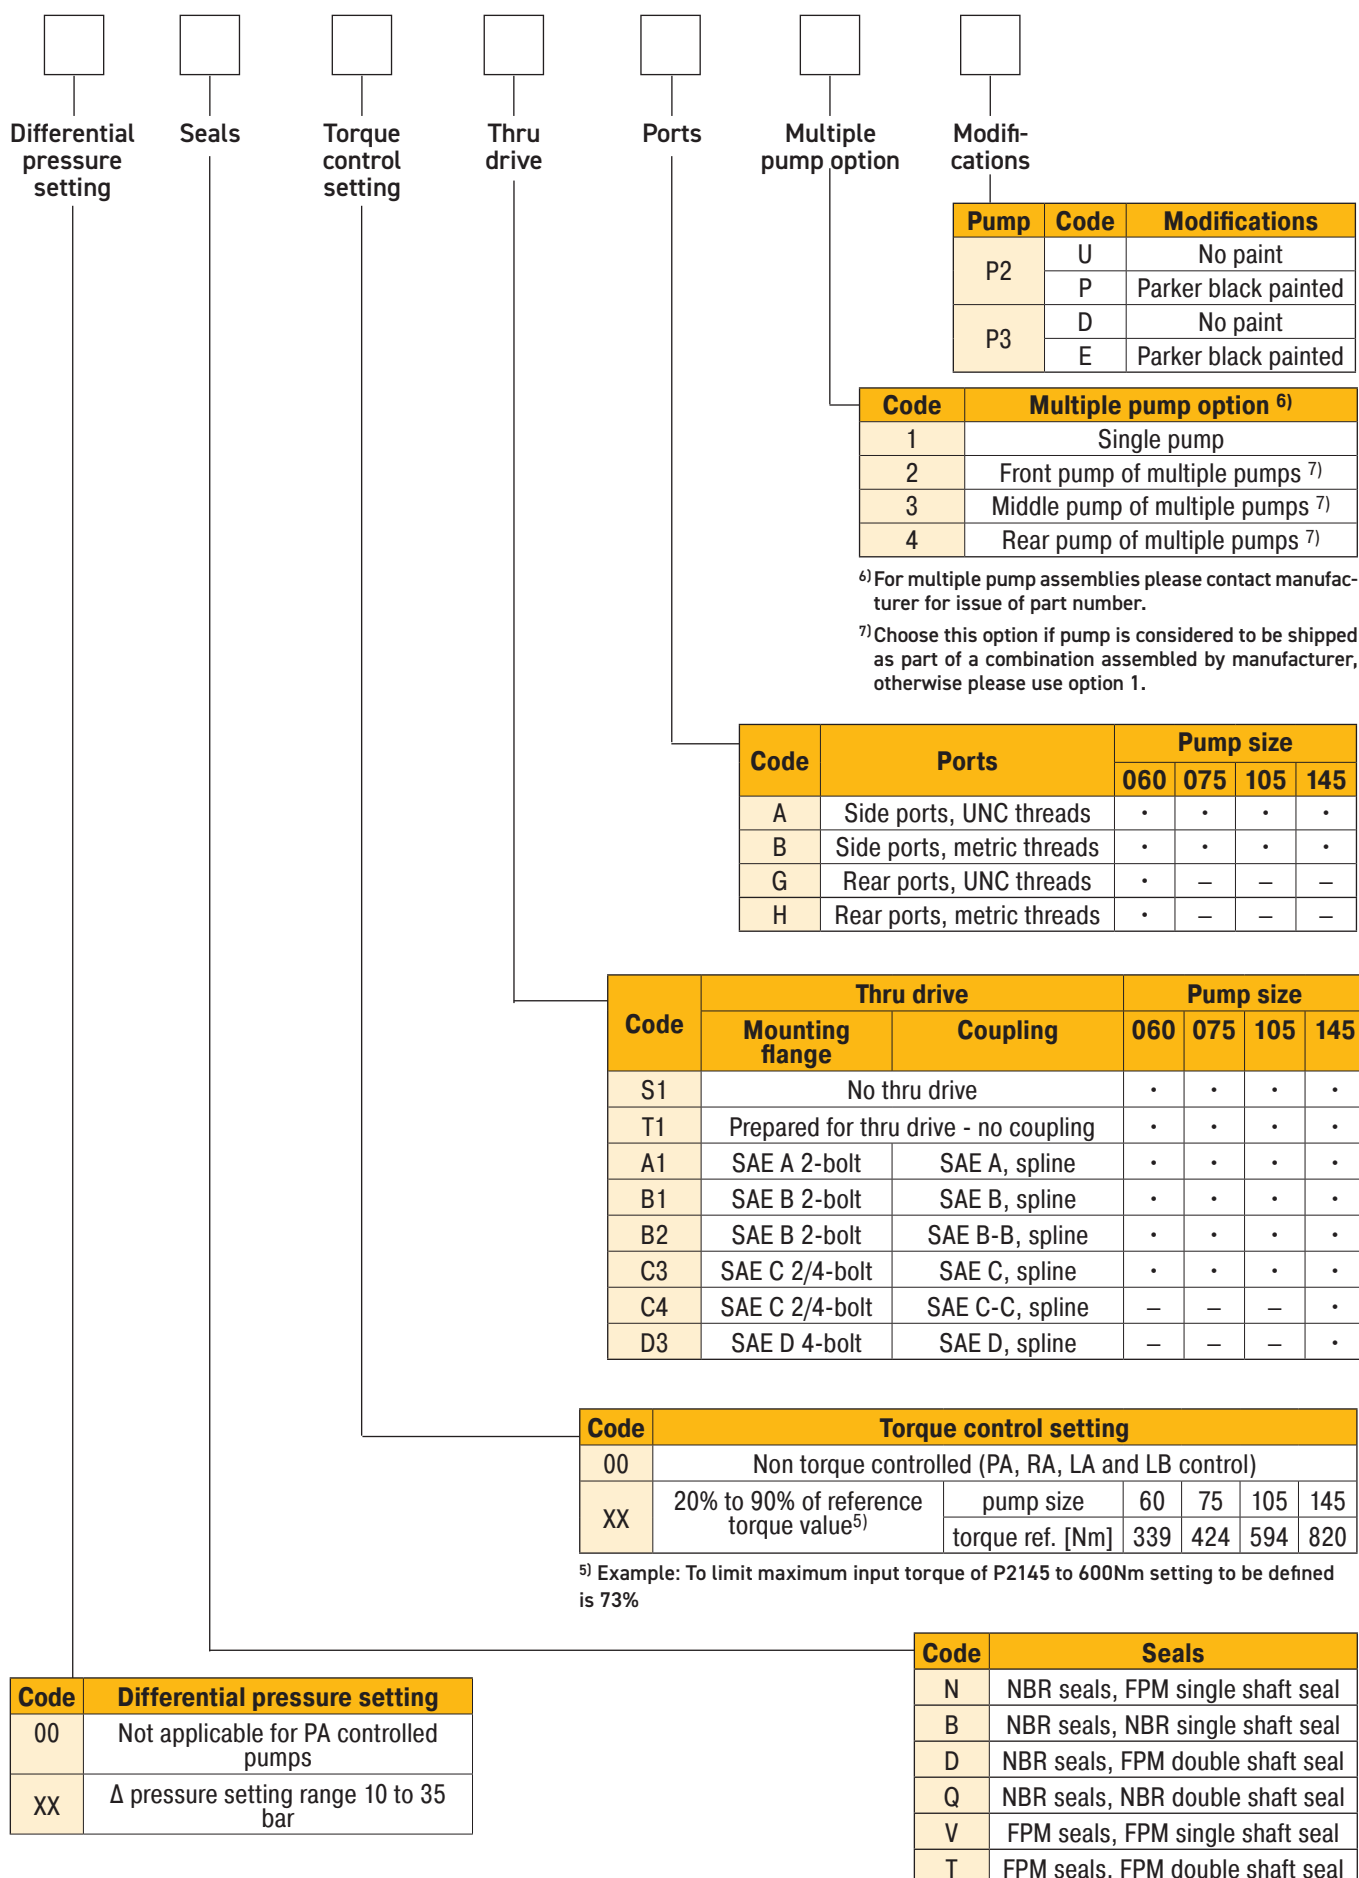 Differential pressure setting
Seals
Torque control setting
Thru drive
Ports
Multiple pump option
Modifi-cations
Pump Code Modifications
P2 U No paint
P Parker black painted
P3 D No paint
E Parker black painted
Code Multiple pump option 6)
1 Single pump
2 Front pump of multiple pumps 7)
3 Middle pump of multiple pumps 7)
4 Rear pump of multiple pumps 7)
6) For multiple pump assemblies please contact manufac-
turer for issue of part number.
7) Choose this option if pump is considered to be shipped
as part of a combination assembled by manufacturer,
otherwise please use option 1.
Code Ports Pump size
060 075 105 145
A Side ports, UNC threads • • • •
B Side ports, metric threads • • • •
G Rear ports, UNC threads • – – –
H Rear ports, metric threads • – – –
Code Thru drive Pump size
Mounting flange Coupling 060 075 105 145
S1 No thru drive • • • •
T1 Prepared for thru drive - no coupling • • • •
A1 SAE A 2-bolt SAE A, spline • • • •
B1 SAE B 2-bolt SAE B, spline • • • •
B2 SAE B 2-bolt SAE B-B, spline • • • •
C3 SAE C 2/4-bolt SAE C, spline • • • •
C4 SAE C 2/4-bolt SAE C-C, spline – – – •
D3 SAE D 4-bolt SAE D, spline – – – •
Code Torque control setting
00 Non torque controlled (PA, RA, LA and LB control)
XX 20% to 90% of reference torque value5) pump size 60 75 105 145
torque ref. [Nm] 339 424 594 820
5) Example: To limit maximum input torque of P2145 to 600Nm setting to be defined
is 73%
Code Seals
N NBR seals, FPM single shaft seal
B NBR seals, NBR single shaft seal
D NBR seals, FPM double shaft seal
Q NBR seals, NBR double shaft seal
V FPM seals, FPM single shaft seal
T FPM seals, FPM double shaft seal
Code Differential pressure setting
00 Not applicable for PA controlled
pumps
XX Δ pressure setting range 10 to 35
bar